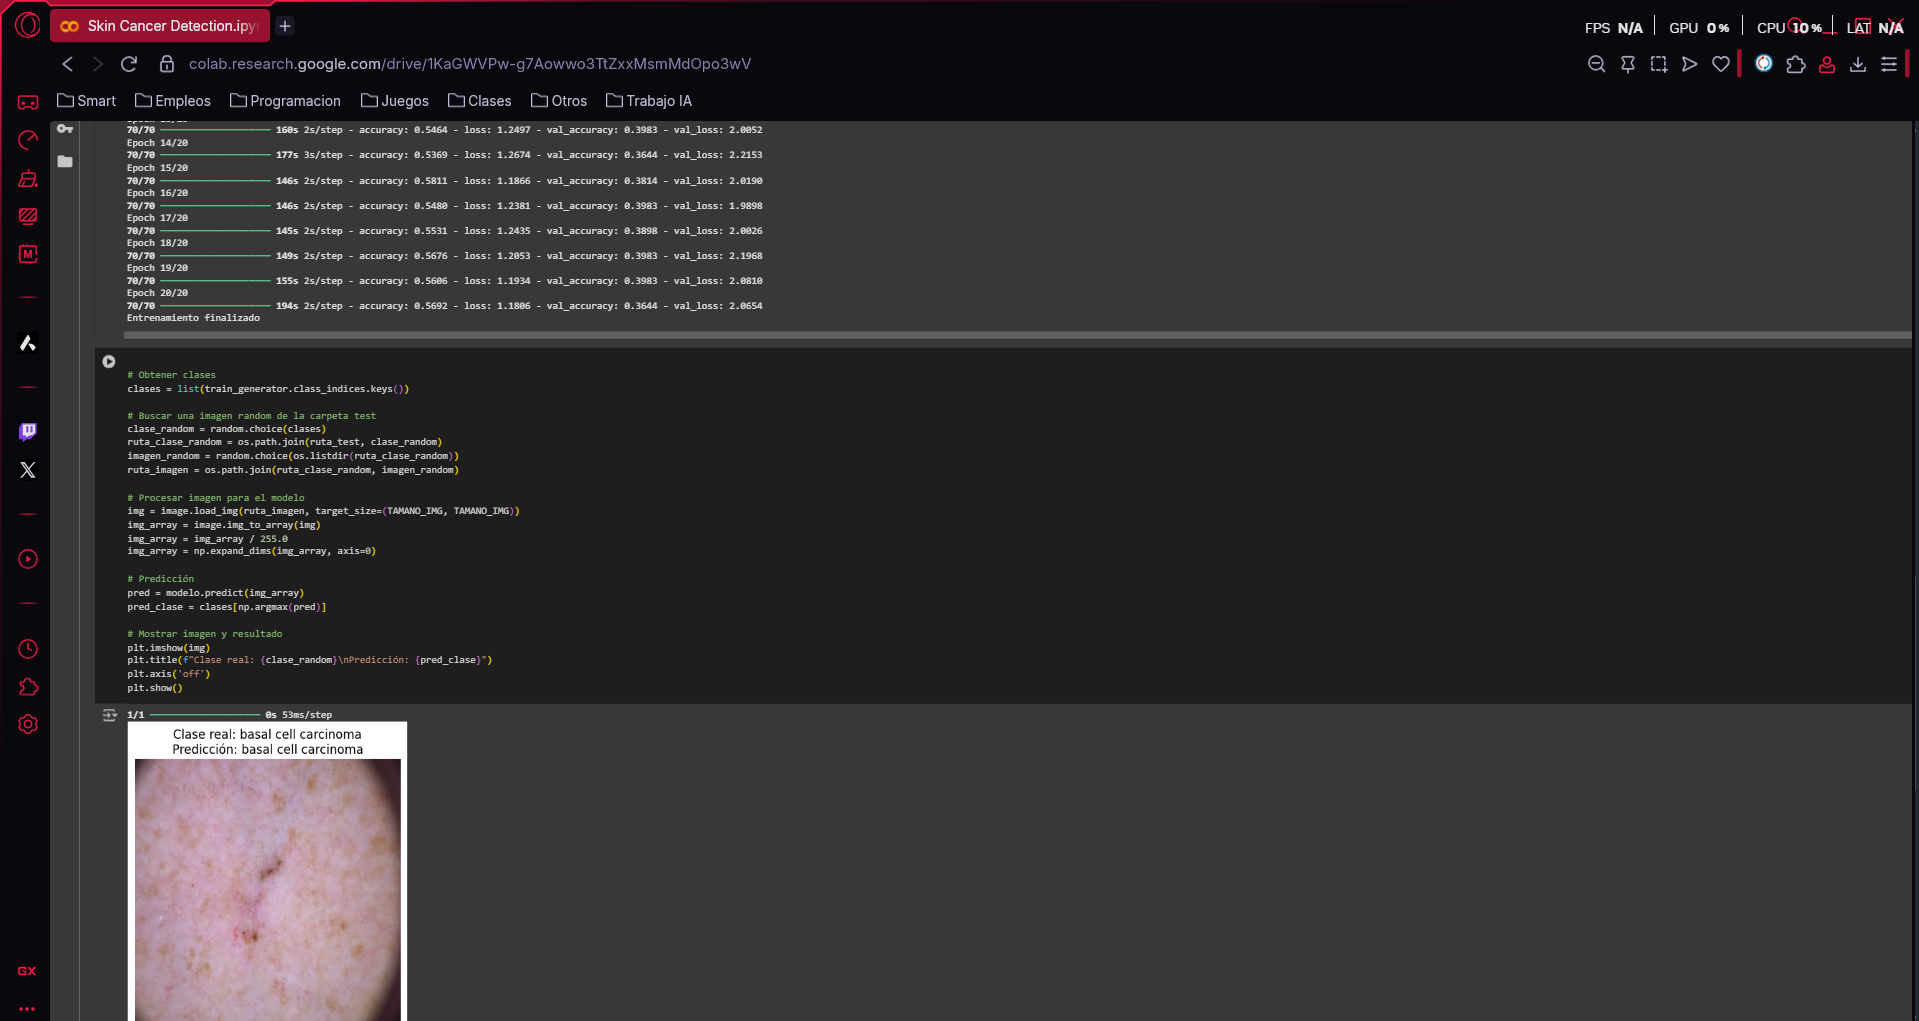 Skin Cancer Detection.ipy
FPS N/A GPU 0% CPU 10% LAT N/A
colab.research.google.com/drive/1KaGWVPw-g7Aowwo3TtZxxMsmMdOpo3wV
Smart Empleos Programacion Juegos Clases Otros Trabajo IA
70/70 160s 2s/step - accuracy: 0.5464 - loss: 1.2497 - val_accuracy: 0.3983 - val_loss: 2.0052
Epoch 14/20
70/70 177s 3s/step - accuracy: 0.5369 - loss: 1.2674 - val_accuracy: 0.3644 - val_loss: 2.2153
Epoch 15/20
70/70 146s 2s/step - accuracy: 0.5811 - loss: 1.1866 - val_accuracy: 0.3814 - val_loss: 2.0190
Epoch 16/20
70/70 146s 2s/step - accuracy: 0.5480 - loss: 1.2381 - val_accuracy: 0.3983 - val_loss: 1.9898
Epoch 17/20
70/70 145s 2s/step - accuracy: 0.5531 - loss: 1.2435 - val_accuracy: 0.3898 - val_loss: 2.0026
Epoch 18/20
70/70 149s 2s/step - accuracy: 0.5676 - loss: 1.2053 - val_accuracy: 0.3983 - val_loss: 2.1968
Epoch 19/20
70/70 155s 2s/step - accuracy: 0.5606 - loss: 1.1934 - val_accuracy: 0.3983 - val_loss: 2.0810
Epoch 20/20
70/70 194s 2s/step - accuracy: 0.5692 - loss: 1.1806 - val_accuracy: 0.3644 - val_loss: 2.0654
Entrenamiento finalizado
# Obtener clases
clases = list(train_generator.class_indices.keys())
# Buscar una imagen random de la carpeta test
clase_random = random.choice(clases)
ruta_clase_random = os.path.join(ruta_test, clase_random)
imagen_random = random.choice(os.listdir(ruta_clase_random))
ruta_imagen = os.path.join(ruta_clase_random, imagen_random)
# Procesar imagen para el modelo
img = image.load_img(ruta_imagen, target_size=(TAMANO_IMG, TAMANO_IMG))
img_array = image.img_to_array(img)
img_array = img_array / 255.0
img_array = np.expand_dims(img_array, axis=0)
# Predicción
pred = modelo.predict(img_array)
pred_clase = clases[np.argmax(pred)]
# Mostrar imagen y resultado
plt.imshow(img)
plt.title(f"Clase real: {clase_random}\nPredicción: {pred_clase}")
plt.axis('off')
plt.show()
1/1 0s 53ms/step
Clase real: basal cell carcinoma
Predicción: basal cell carcinoma
M
GX